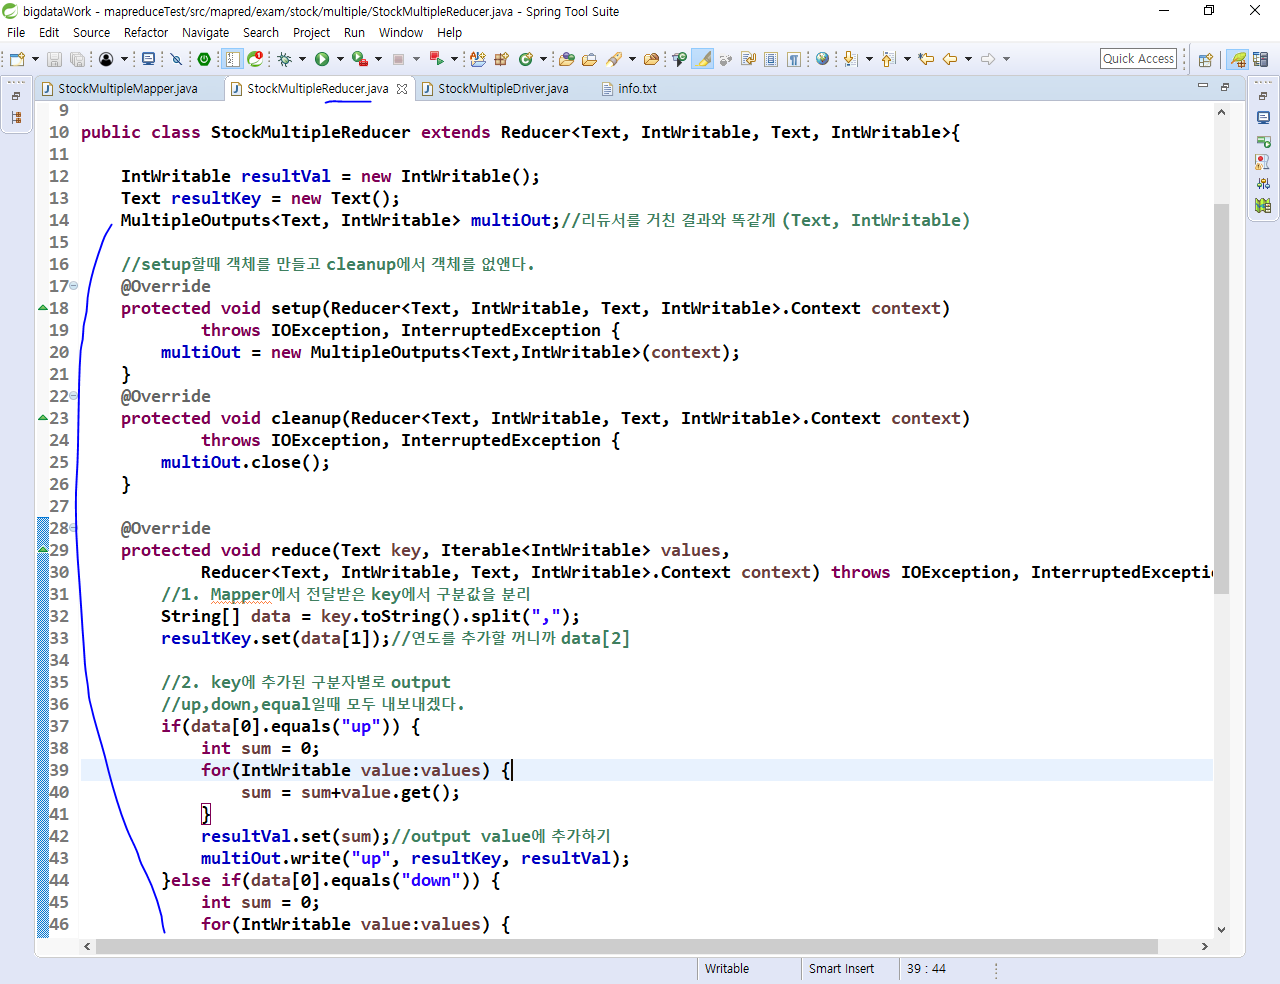 bigdataWork - mapreduceTest/src/mapred/exam/stock/multiple/StockMultipleReducer.java - Spring Tool Suite
File Edit Source Refactor Navigate Search Project Run Window Help
Quick Access
StockMultipleMapper.java StockMultipleReducer.java StockMultipleDriver.java info.txt
9
10 public class StockMultipleReducer extends Reducer<Text, IntWritable, Text, IntWritable>{
11
12 IntWritable resultVal = new IntWritable();
13 Text resultKey = new Text();
14 MultipleOutputs<Text, IntWritable> multiOut;//리듀서를 거친 결과와 똑같게 (Text, IntWritable)
15
16 //setup할때 객체를 만들고 cleanup에서 객체를 없앤다.
17 @Override
18 protected void setup(Reducer<Text, IntWritable, Text, IntWritable>.Context context)
19 throws IOException, InterruptedException {
20 multiOut = new MultipleOutputs<Text,IntWritable>(context);
21 }
22 @Override
23 protected void cleanup(Reducer<Text, IntWritable, Text, IntWritable>.Context context)
24 throws IOException, InterruptedException {
25 multiOut.close();
26 }
27
28 @Override
29 protected void reduce(Text key, Iterable<IntWritable> values,
30 Reducer<Text, IntWritable, Text, IntWritable>.Context context) throws IOException, InterruptedExcepti
31 //1. Mapper에서 전달받은 key에서 구분값을 분리
32 String[] data = key.toString().split(",");
33 resultKey.set(data[1]);//연도를 추가할 꺼니까 data[2]
34
35 //2. key에 추가된 구분자별로 output
36 //up,down,equal일때 모두 내보내겠다.
37 if(data[0].equals("up")) {
38 int sum = 0;
39 for(IntWritable value:values) {
40 sum = sum+value.get();
41 }
42 resultVal.set(sum);//output value에 추가하기
43 multiOut.write("up", resultKey, resultVal);
44 }else if(data[0].equals("down")) {
45 int sum = 0;
46 for(IntWritable value:values) {
Writable Smart Insert 39 : 44